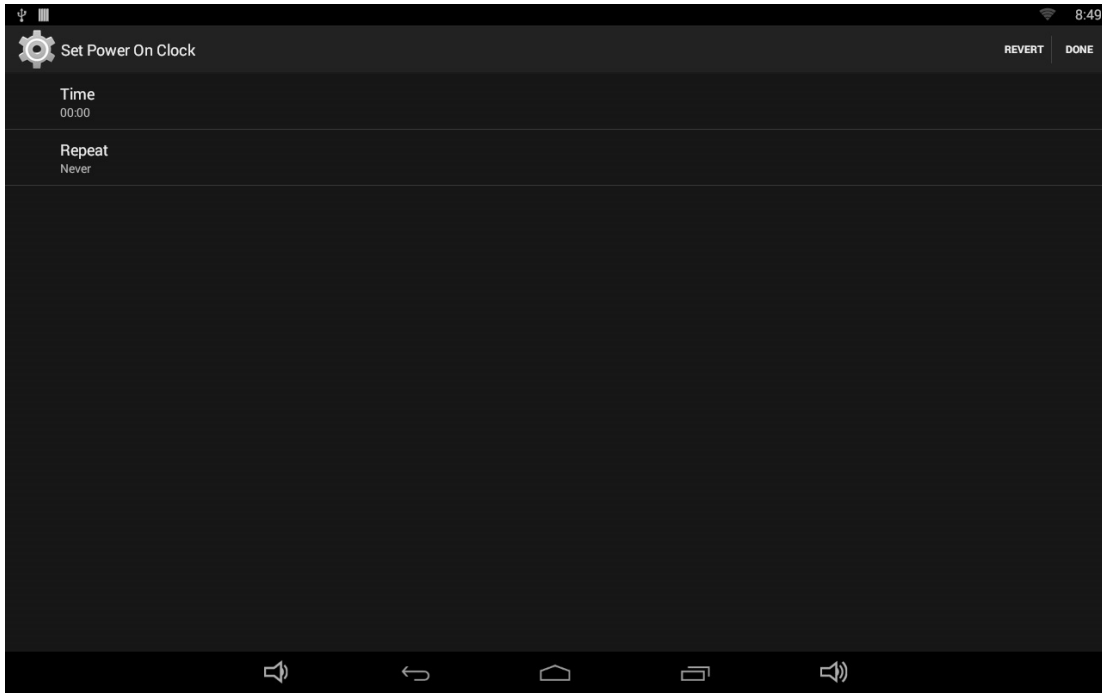 8:49
Set Power On Clock
REVERT
DONE
Time
00:00
Repeat
Never